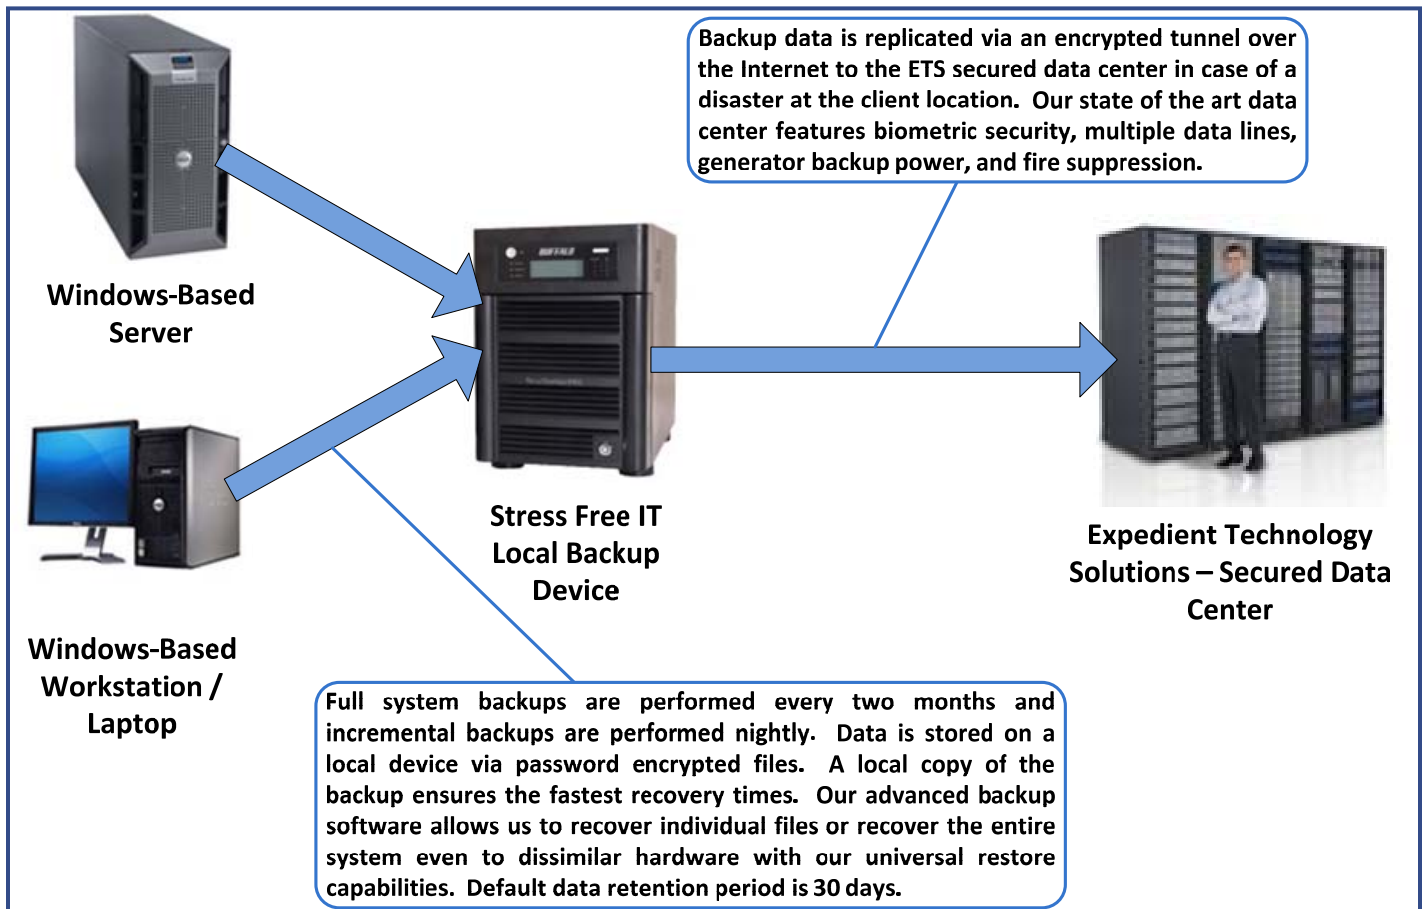 Backup data is replicated via an encrypted tunnel over
the Internet to the ETS secured data center in case of a
disaster at the client location. Our state of the art data
center features biometric security, multiple data lines,
generator backup power, and fire suppression.
Windows-Based
Server
BUFFALO
Stress Free IT
Local Backup
Device
Expedient Technology
Solutions – Secured Data
Center
Windows-Based
Workstation /
Laptop
Full system backups are performed every two months and
incremental backups are performed nightly. Data is stored on a
local device via password encrypted files. A local copy of the
backup ensures the fastest recovery times. Our advanced backup
software allows us to recover individual files or recover the entire
system even to dissimilar hardware with our universal restore
capabilities. Default data retention period is 30 days.